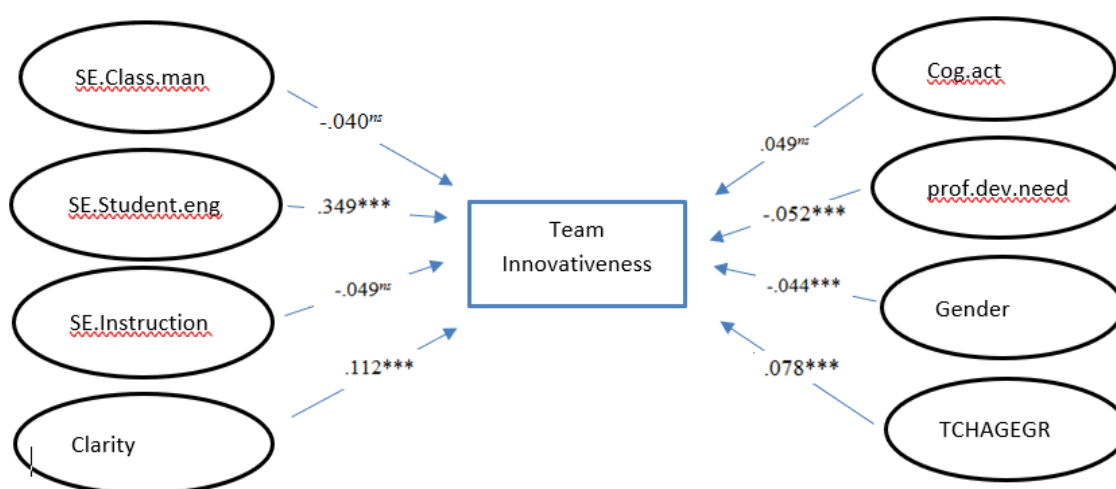 SE.Class.man
-.040ns
SE.Student.eng
.349***
SE.Instruction
-.049ns
Clarity
.112***
Team
Innovativeness
Cog.act
.049ns
prof.dev.need
-.052***
Gender
-.044***
TCHAGEGR
.078***